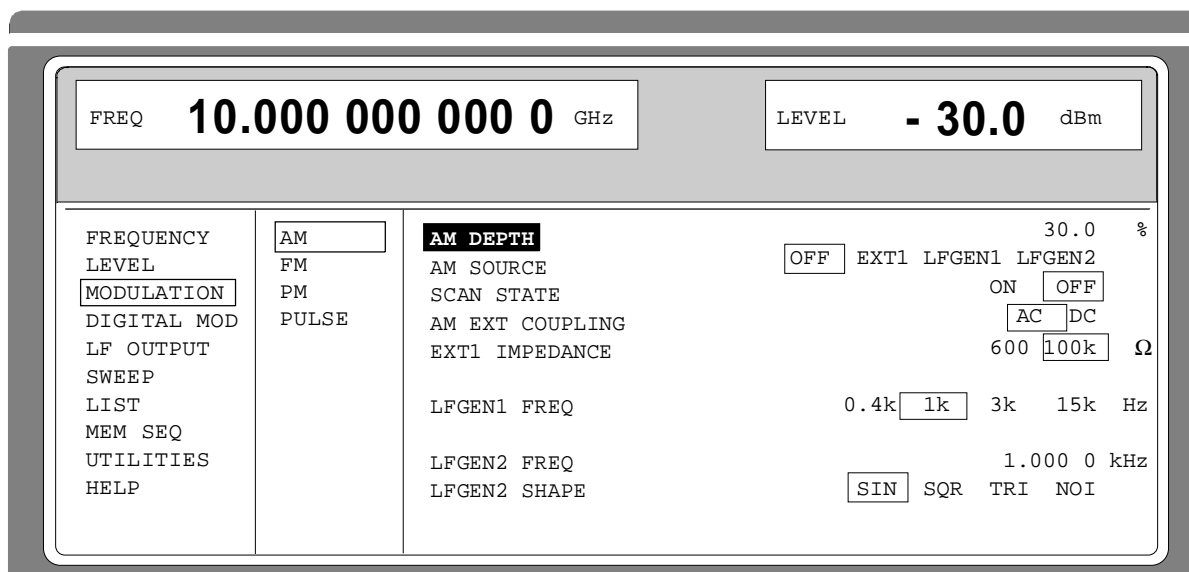 FREQ 10.000 000 000 0 GHz LEVEL - 30.0 dBm
FREQUENCY AM AM DEPTH 30.0 %
LEVEL FM AM SOURCE OFF EXT1 LFGEN1 LFGEN2
MODULATION PM SCAN STATE ON OFF
DIGITAL MOD PULSE AM EXT COUPLING AC DC
LF OUTPUT EXT1 IMPEDANCE 600 100k Ω
SWEEP
LIST LFGEN1 FREQ 0.4k 1k 3k 15k Hz
MEM SEQ
UTILITIES LFGEN2 FREQ 1.000 0 kHz
HELP LFGEN2 SHAPE SIN SQR TRI NOI